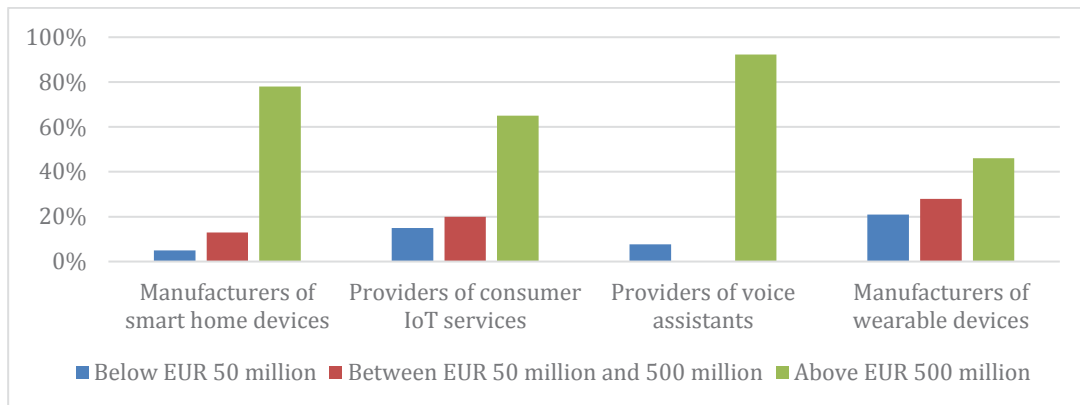 100%
80%
60%
40%
20%
0%
Manufacturers of
smart home devices
Providers of consumer
IoT services
Providers of voice
assistants
Manufacturers of
wearable devices
Below EUR 50 million
Between EUR 50 million and 500 million
Above EUR 500 million